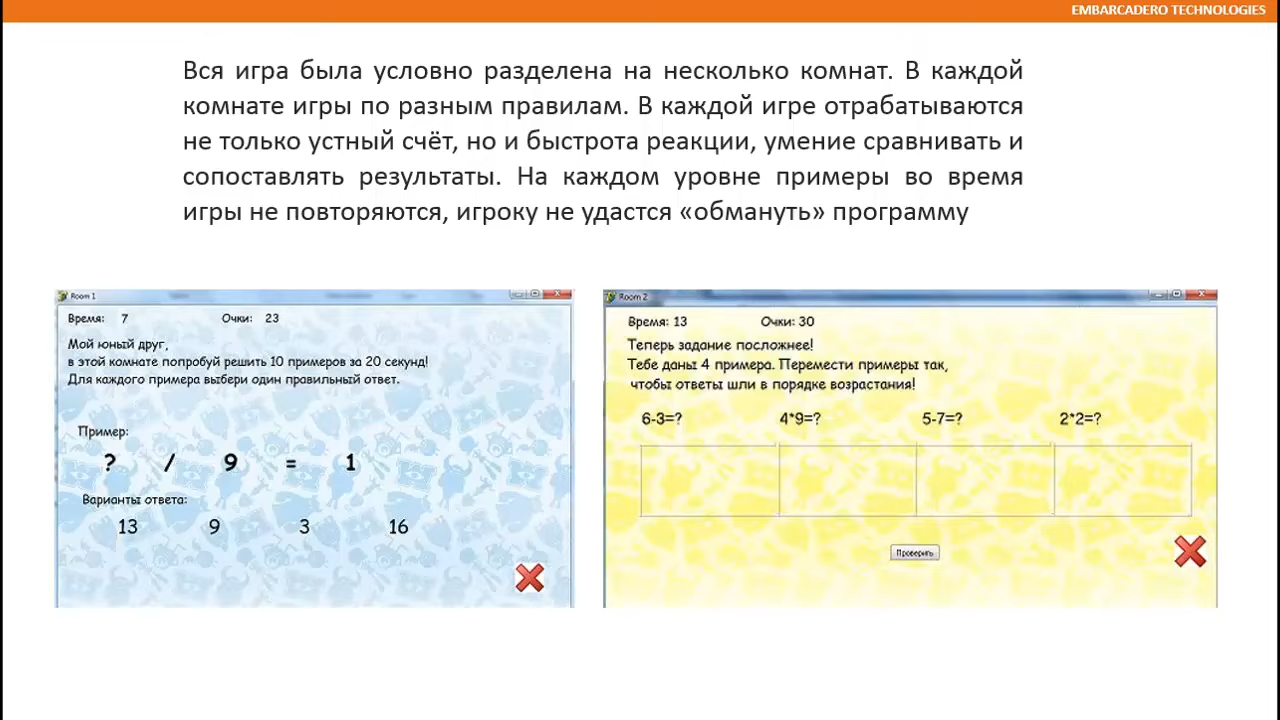 EMBARCADERO TECHNOLOGIES
Вся игра была условно разделена на несколько комнат. В каждой
комнате игры по разным правилам. В каждой игре отрабатываются
не только устный счёт, но и быстрота реакции, умение сравнивать и
сопоставлять результаты. На каждом уровне примеры во время
игры не повторяются, игроку не удастся «обмануть» программу
Room 1
Время: 7 Очки: 23
Мой юный друг,
в этой комнате попробуй решить 10 примеров за 20 секунд!
Для каждого примера выбери один правильный ответ.
Пример:
? / 9 = 1
Варианты ответа:
13 9 3 16
Room 2
Время: 13 Очки: 30
Теперь задание посложнее!
Тебе даны 4 примера. Перемести примеры так,
чтобы ответы шли в порядке возрастания!
6-3=? 4*9=? 5-7=? 2*2=?
Проверить